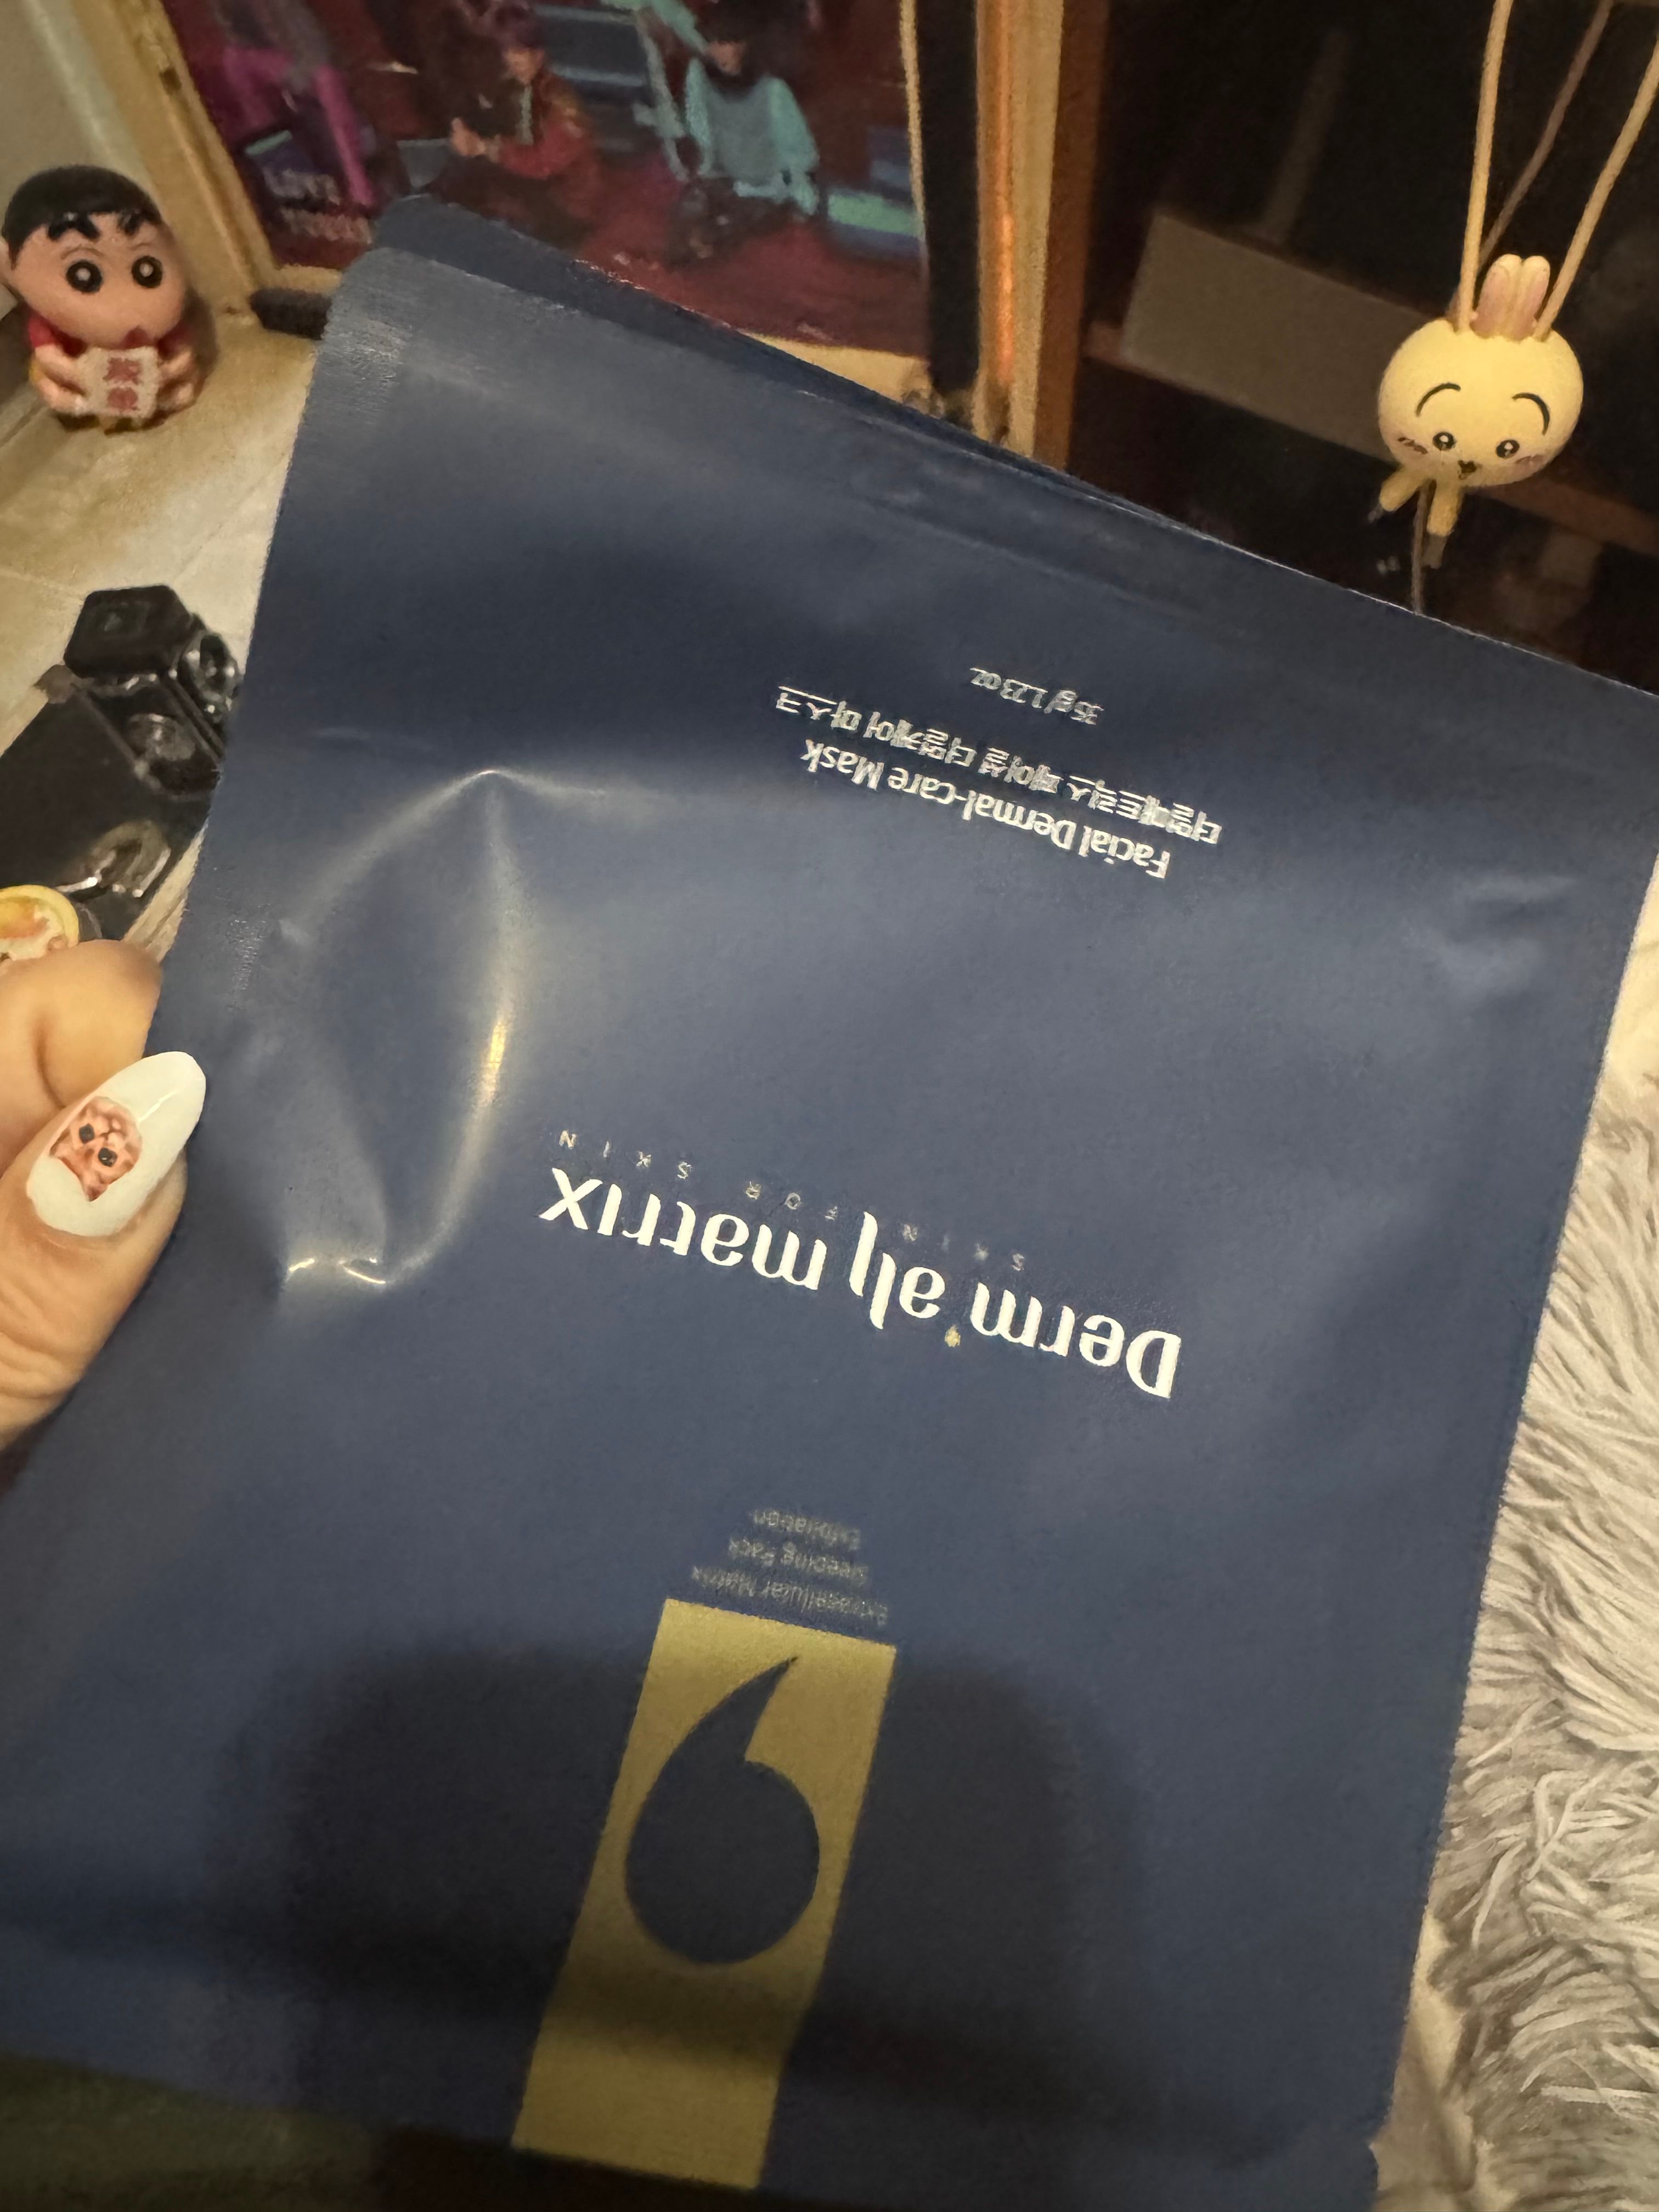 Extracellular Matrix
Sleeping Pack
Exfoliation
Derm'all matrix
SKIN FOR SKIN
Facial Dermal-care Mask
더말매트릭스 페이셜 더말케어 마스크
35g/1.23oz